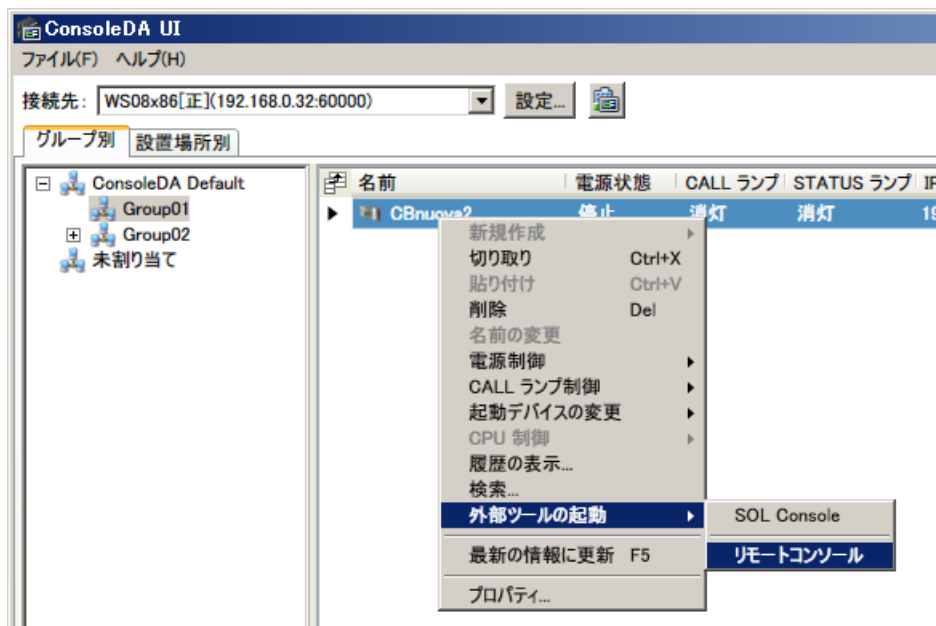 ConsoleDA UI
ファイル(F) ヘルプ(H)
接続先: WS08x86[正](192.168.0.32:60000) 設定...
グループ別 設置場所別
ConsoleDA Default
Group01
Group02
未割り当て
名前 電源状態 CALL ランプ STATUS ランプ IP
CBnuova2 停止 消灯 消灯 19
新規作成
切り取り Ctrl+X
貼り付け Ctrl+V
削除 Del
名前の変更
電源制御
CALL ランプ制御
起動デバイスの変更
CPU 制御
履歴の表示...
検索...
外部ツールの起動
SOL Console
最新の情報に更新 F5
リモートコンソール
プロパティ...